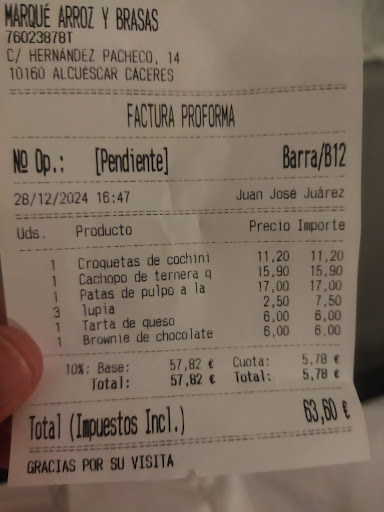 MARQUÉ ARROZ Y BRASAS
76023878T
C/ HERNÁNDEZ PACHECO, 14
10160 ALCUÉSCAR CÁCERES
FACTURA PROFORMA
Nº Op.: [Pendiente] Barra/B12
28/12/2024 16:47 Juan José Juárez
Uds. Producto Precio Importe
1 Croquetas de cochini 11,20 11,20
1 Cachopo de ternera q 15,90 15,90
1 Patas de pulpo a la 17,00 17,00
3 lupia 2,50 7,50
1 Tarta de queso 6,00 6,00
1 Brownie de chocolate 6,00 6,00
10%: Base: 57,82 € Cuota: 5,78 €
Total: 57,82 € Total: 5,78 €
Total (Impuestos Incl.) 63,60 €
GRACIAS POR SU VISITA